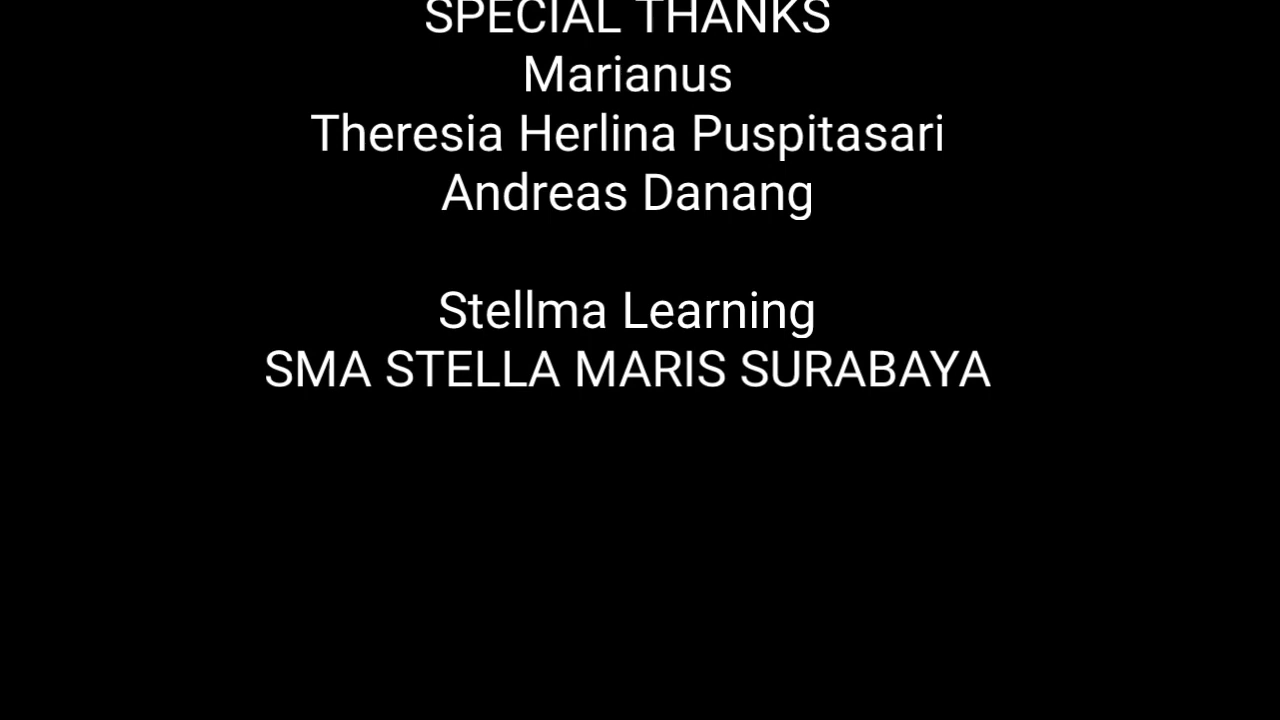 SPECIAL THANKS
Marianus
Theresia Herlina Puspitasari
Andreas Danang
Stellma Learning
SMA STELLA MARIS SURABAYA